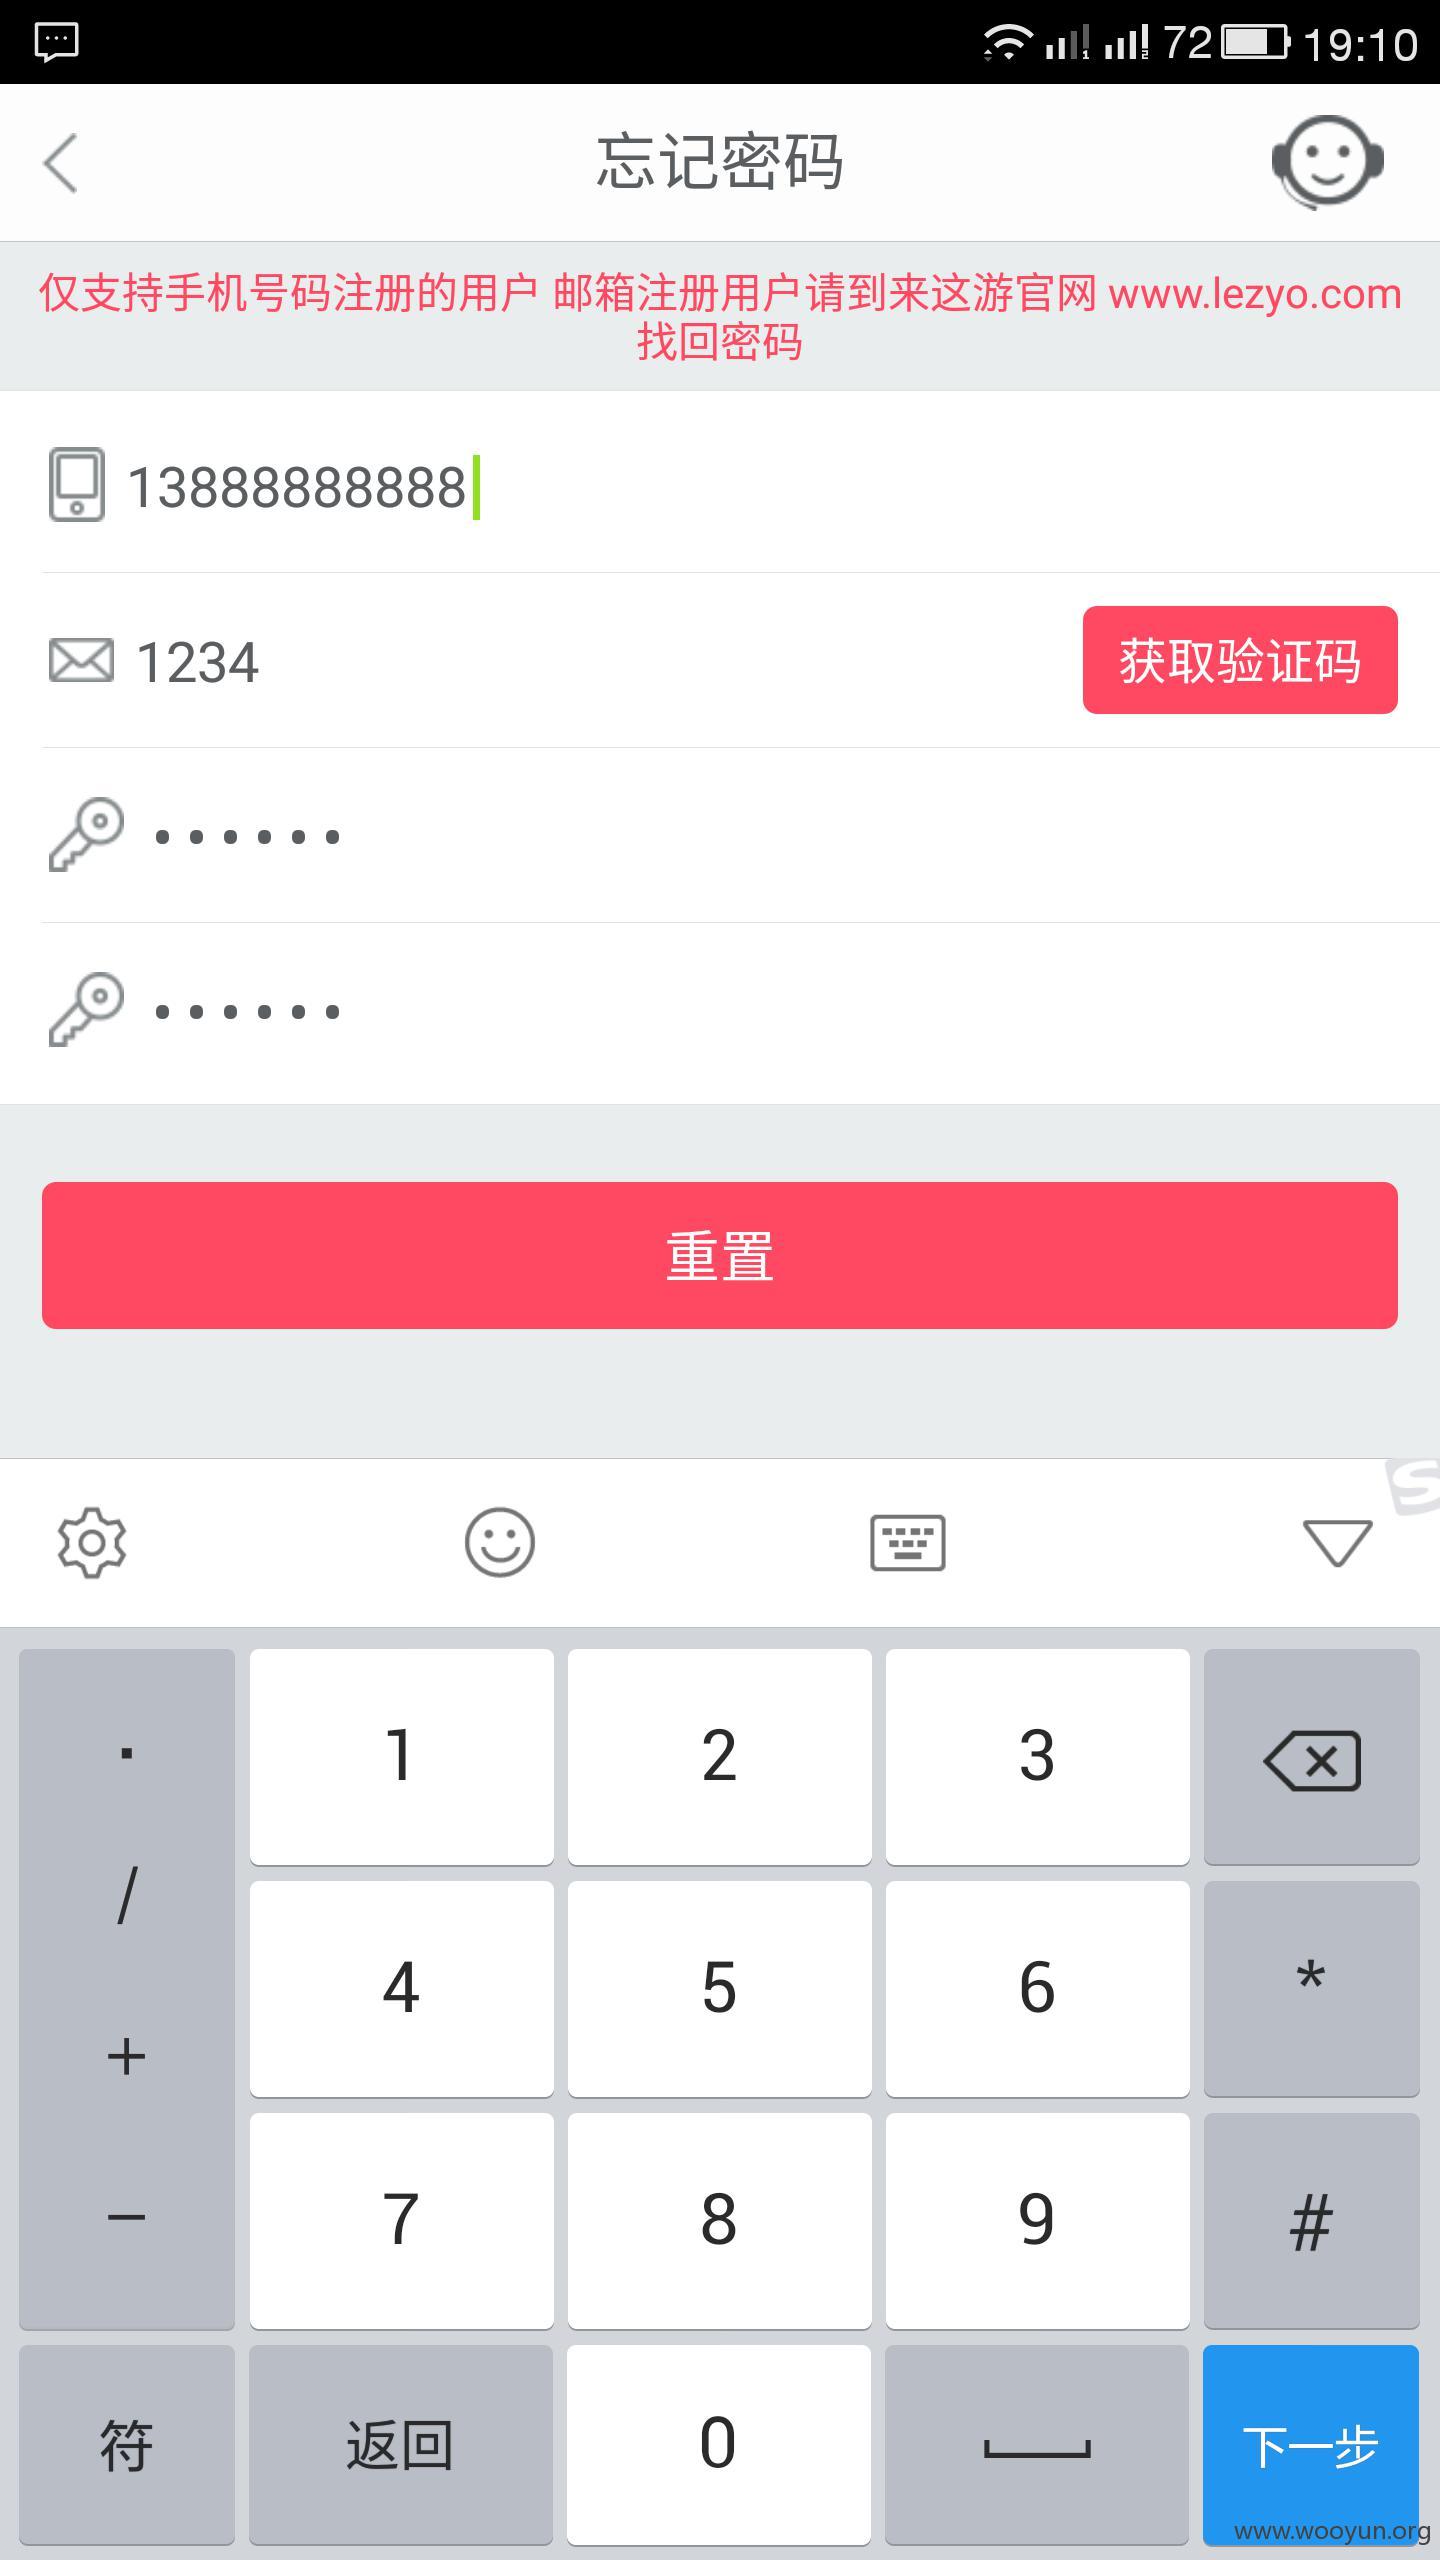 72 19:10
忘记密码
仅支持手机号码注册的用户 邮箱注册用户请到来这游官网 www.lezyo.com
找回密码
13888888888
1234 获取验证码
••••••
••••••
重置
S
. 1 2 3
/ 4 5 6 *
+
- 7 8 9 #
符 返回 0 下一步
www.wooyun.org